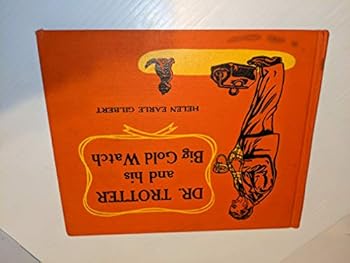 DR. TROTTER
and his
Big Gold Watch
HELEN EARLE GILBERT